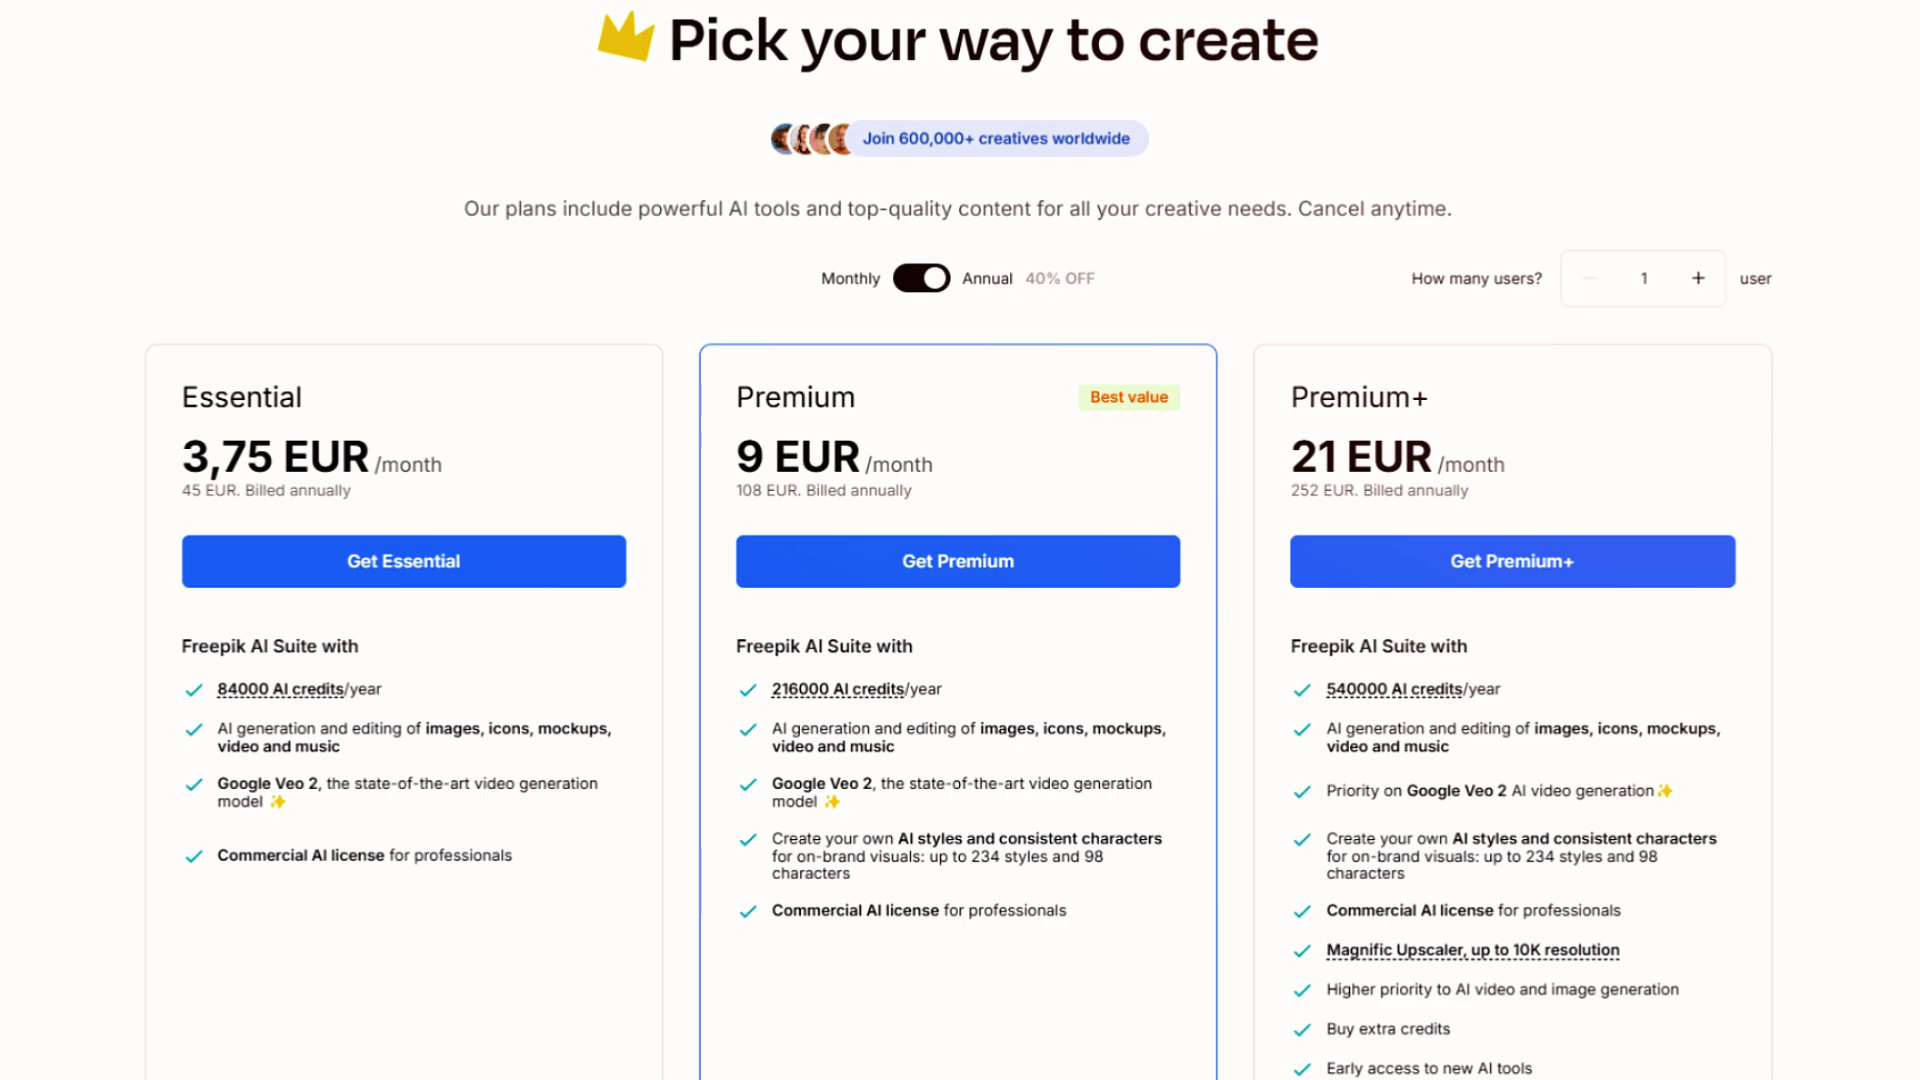 Pick your way to create
Join 600,000+ creatives worldwide
Our plans include powerful AI tools and top-quality content for all your creative needs. Cancel anytime.
Monthly Annual 40% OFF
How many users? − 1 + user
Essential
3,75 EUR /month
45 EUR. Billed annually
Get Essential
Freepik AI Suite with
84000 AI credits/year
AI generation and editing of images, icons, mockups,
video and music
Google Veo 2, the state-of-the-art video generation
model ✨
Commercial AI license for professionals
Premium
Best value
9 EUR /month
108 EUR. Billed annually
Get Premium
Freepik AI Suite with
216000 AI credits/year
AI generation and editing of images, icons, mockups,
video and music
Google Veo 2, the state-of-the-art video generation
model ✨
Create your own AI styles and consistent characters
for on-brand visuals: up to 234 styles and 98
characters
Commercial AI license for professionals
Premium+
21 EUR /month
252 EUR. Billed annually
Get Premium+
Freepik AI Suite with
540000 AI credits/year
AI generation and editing of images, icons, mockups,
video and music
Priority on Google Veo 2 AI video generation✨
Create your own AI styles and consistent characters
for on-brand visuals: up to 234 styles and 98
characters
Commercial AI license for professionals
Magnific Upscaler, up to 10K resolution
Higher priority to AI video and image generation
Buy extra credits
Early access to new AI tools